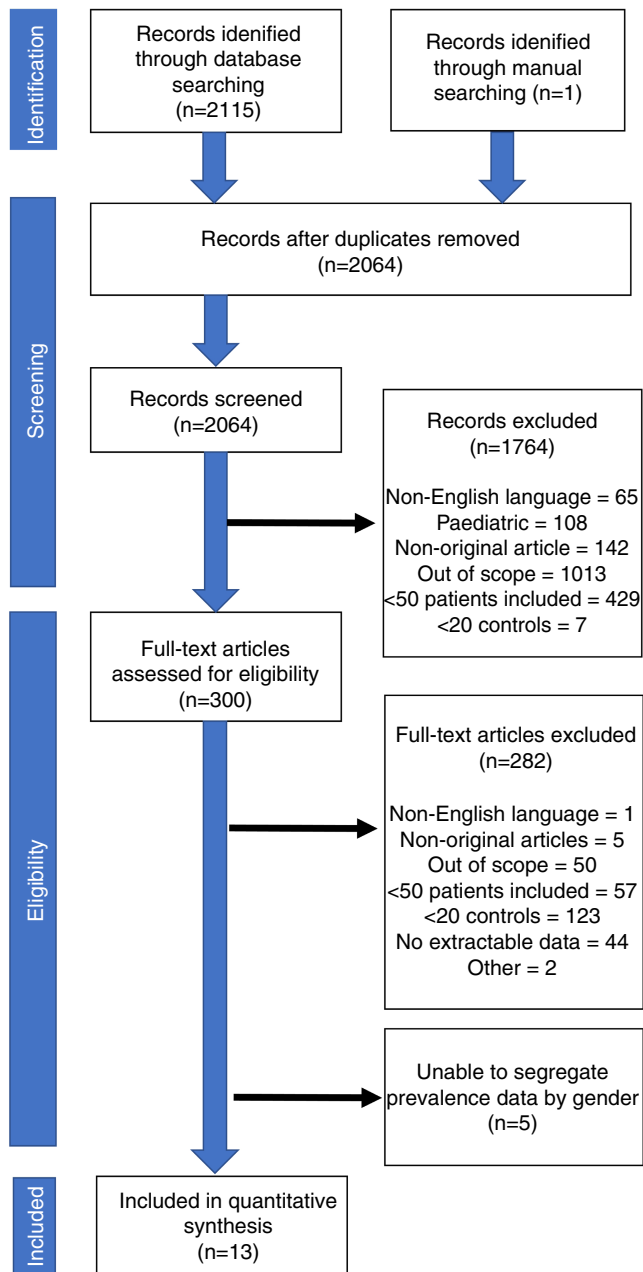 Identification
Records idenified
through database
searching
(n=2115)
Records idenified
through manual
searching (n=1)
Screening
Records after duplicates removed
(n=2064)
Records screened
(n=2064)
Records excluded
(n=1764)
Non-English language = 65
Paediatric = 108
Non-original article = 142
Out of scope = 1013
<50 patients included = 429
<20 controls = 7
Eligibility
Full-text articles
assessed for eligibility
(n=300)
Full-text articles excluded
(n=282)
Non-English language = 1
Non-original articles = 5
Out of scope = 50
<50 patients included = 57
<20 controls = 123
No extractable data = 44
Other = 2
Unable to segregate
prevalence data by gender
(n=5)
Included
Included in quantitative
synthesis
(n=13)